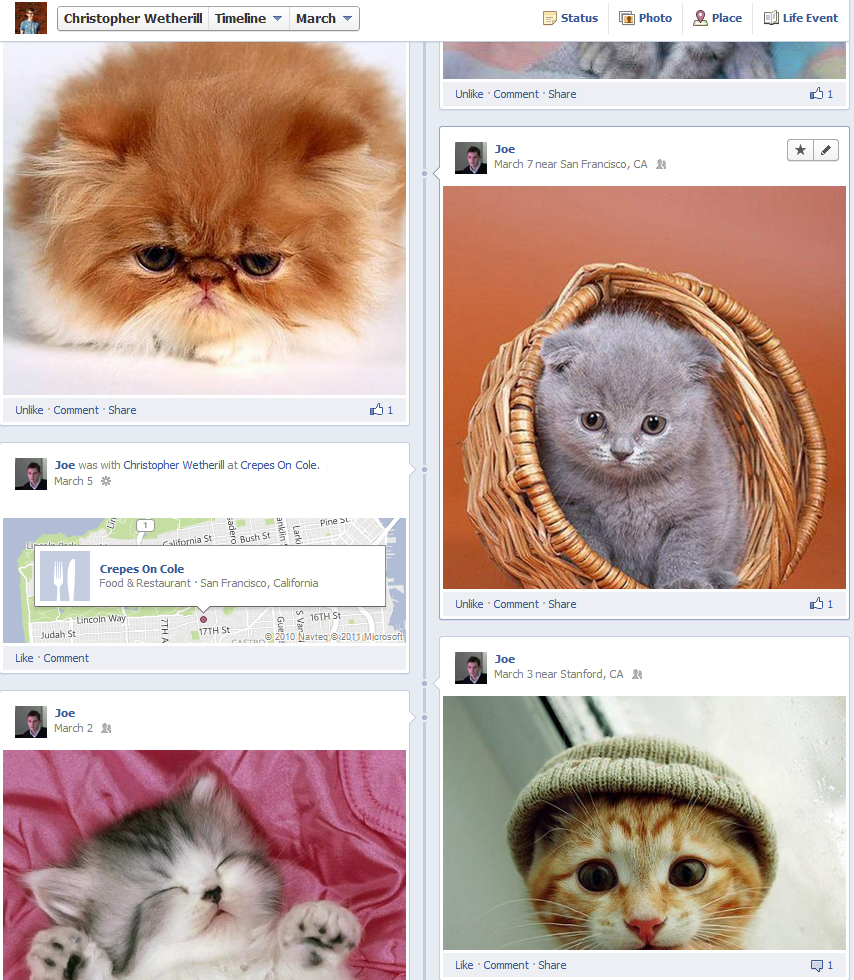 Christopher Wetherill Timeline March Status Photo Place Life Event
Unlike · Comment · Share 1
Joe
March 7 near San Francisco, CA
Unlike · Comment · Share 1
Joe was with Christopher Wetherill at Crepes On Cole.
March 5
1
Pine St
California St
Bush St
Crepes On Cole
Food & Restaurant · San Francisco, California
Lincoln Way
16TH St
Judah St
17TH St
© 2010 Navteq © 2011 Microsoft
Like · Comment
Unlike · Comment · Share 1
Joe
March 3 near Stanford, CA
Joe
March 2
Like · Comment · Share 1